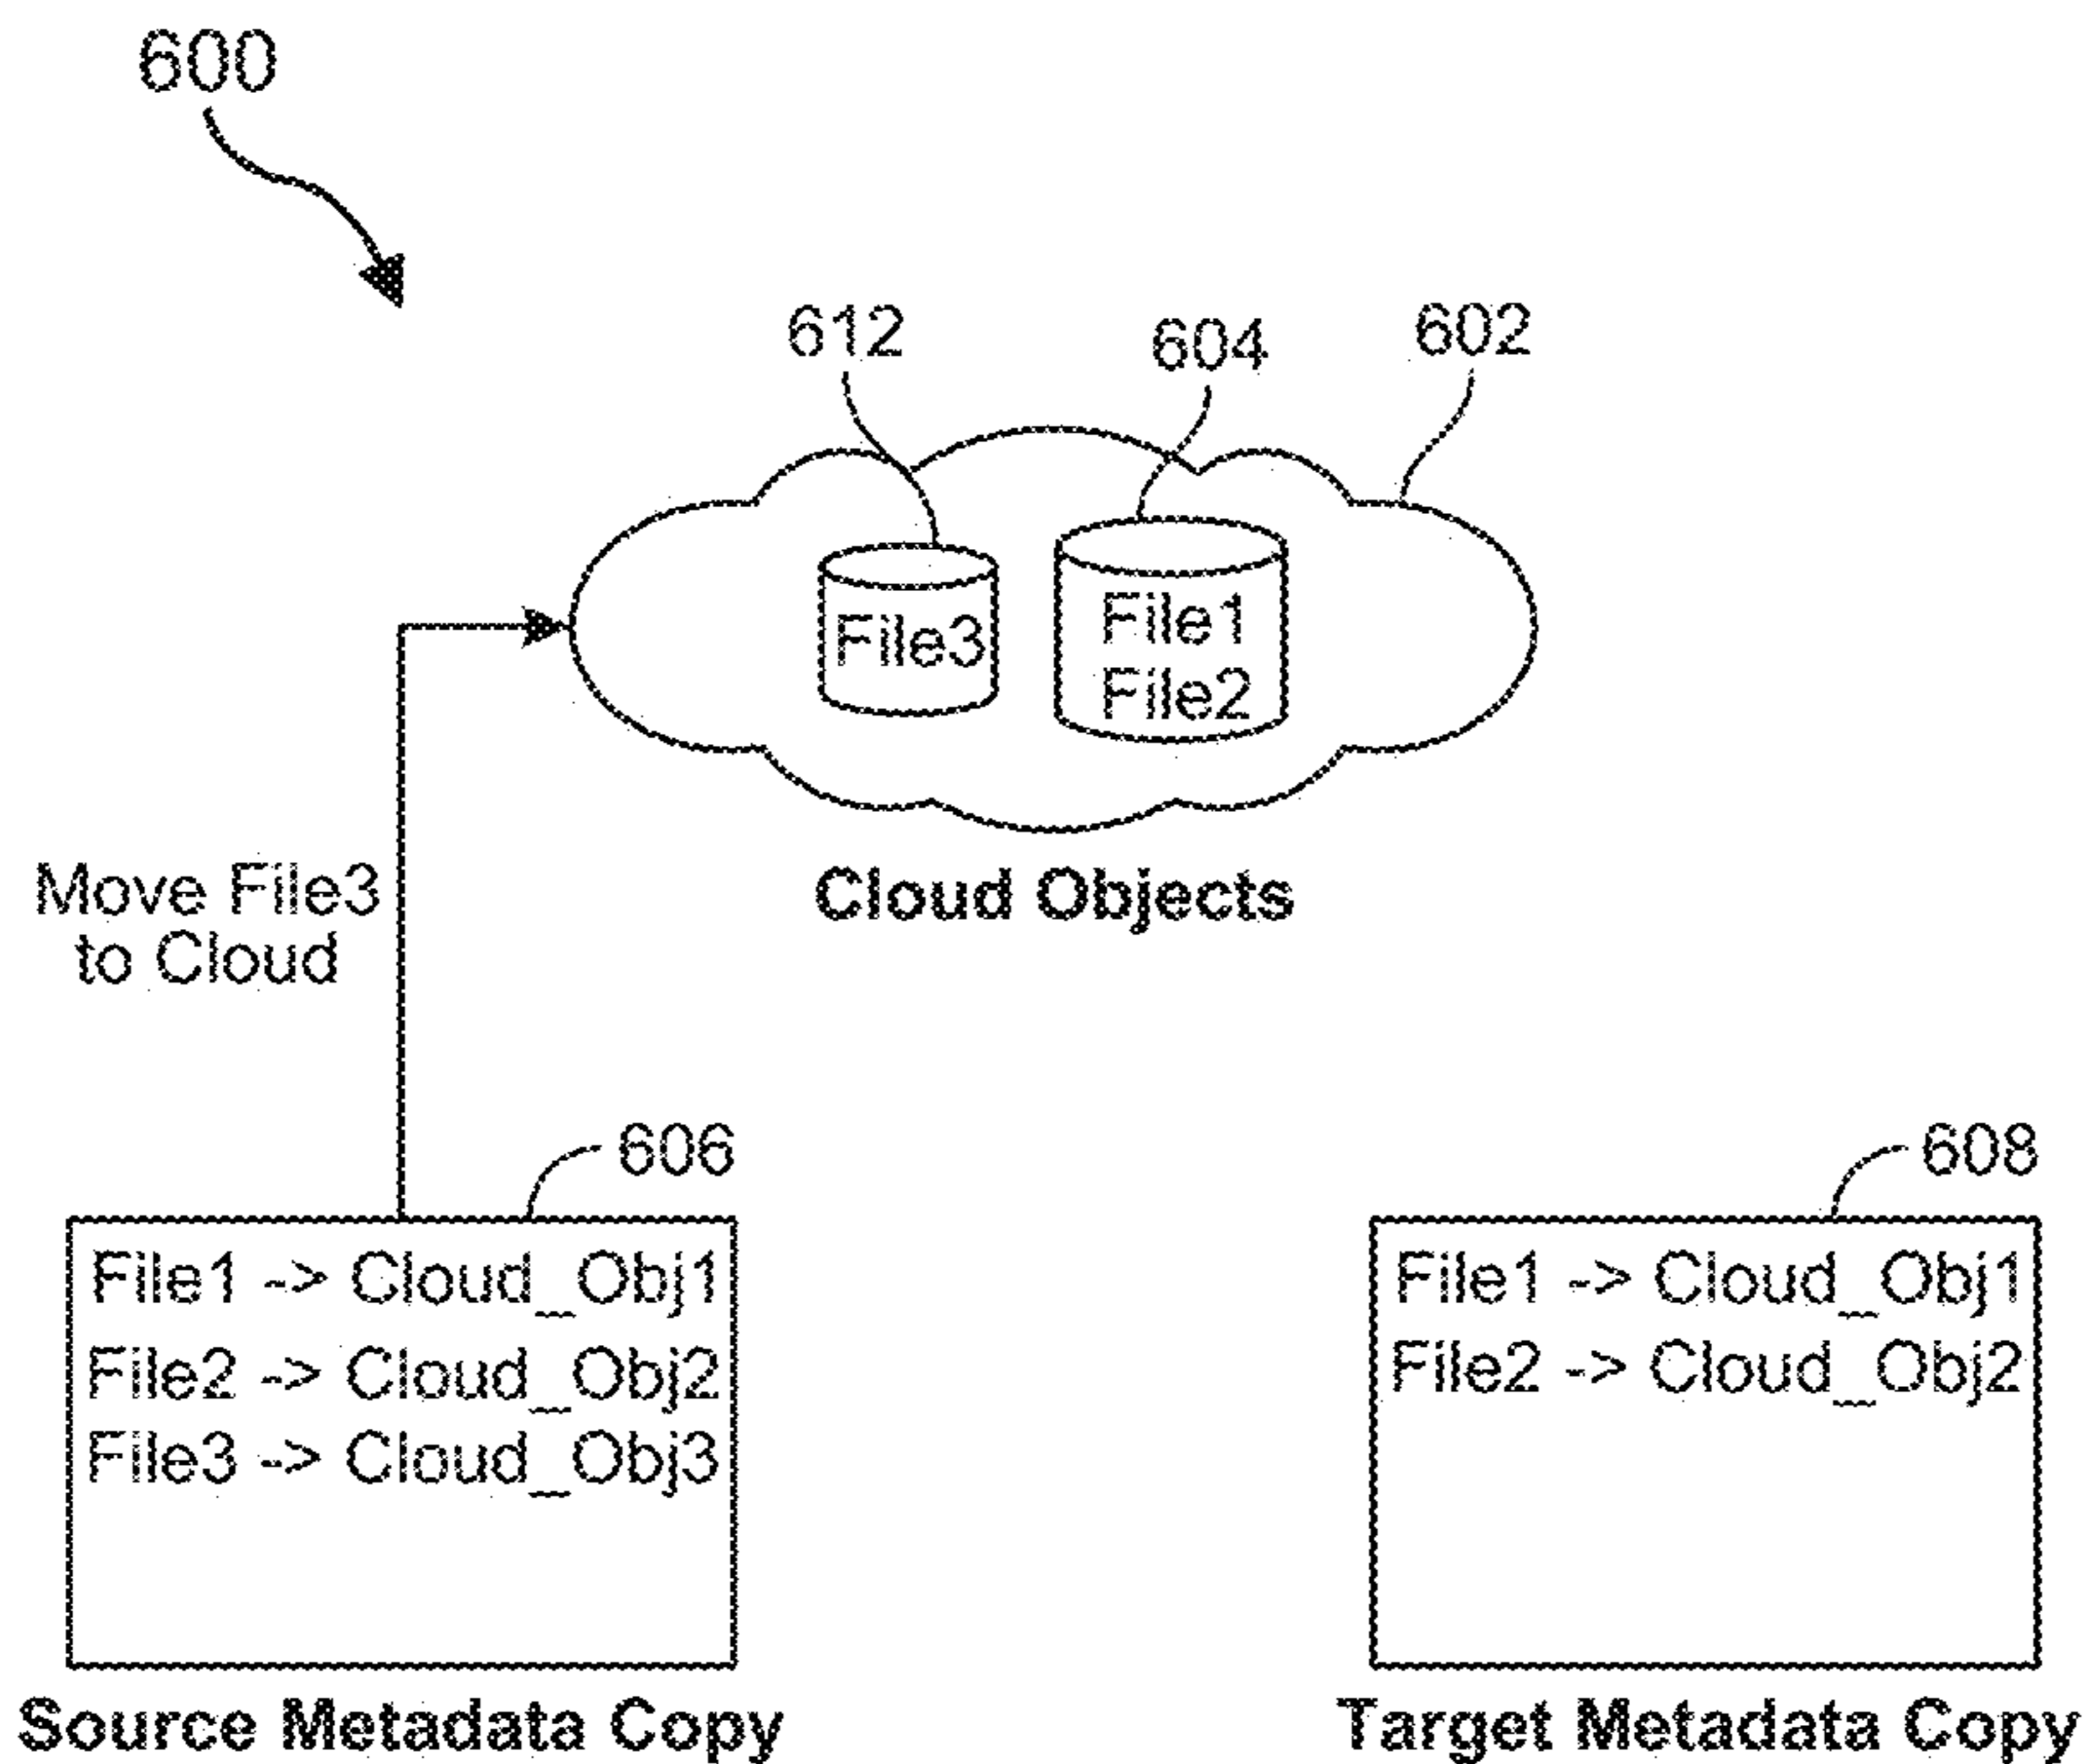 600
612
604
602
File3
File1
File2
Cloud Objects
Move File3
to Cloud
606
File1 -> Cloud_Obj1
File2 -> Cloud_Obj2
File3 -> Cloud_Obj3
Source Metadata Copy
608
File1 -> Cloud_Obj1
File2 -> Cloud_Obj2
Target Metadata Copy